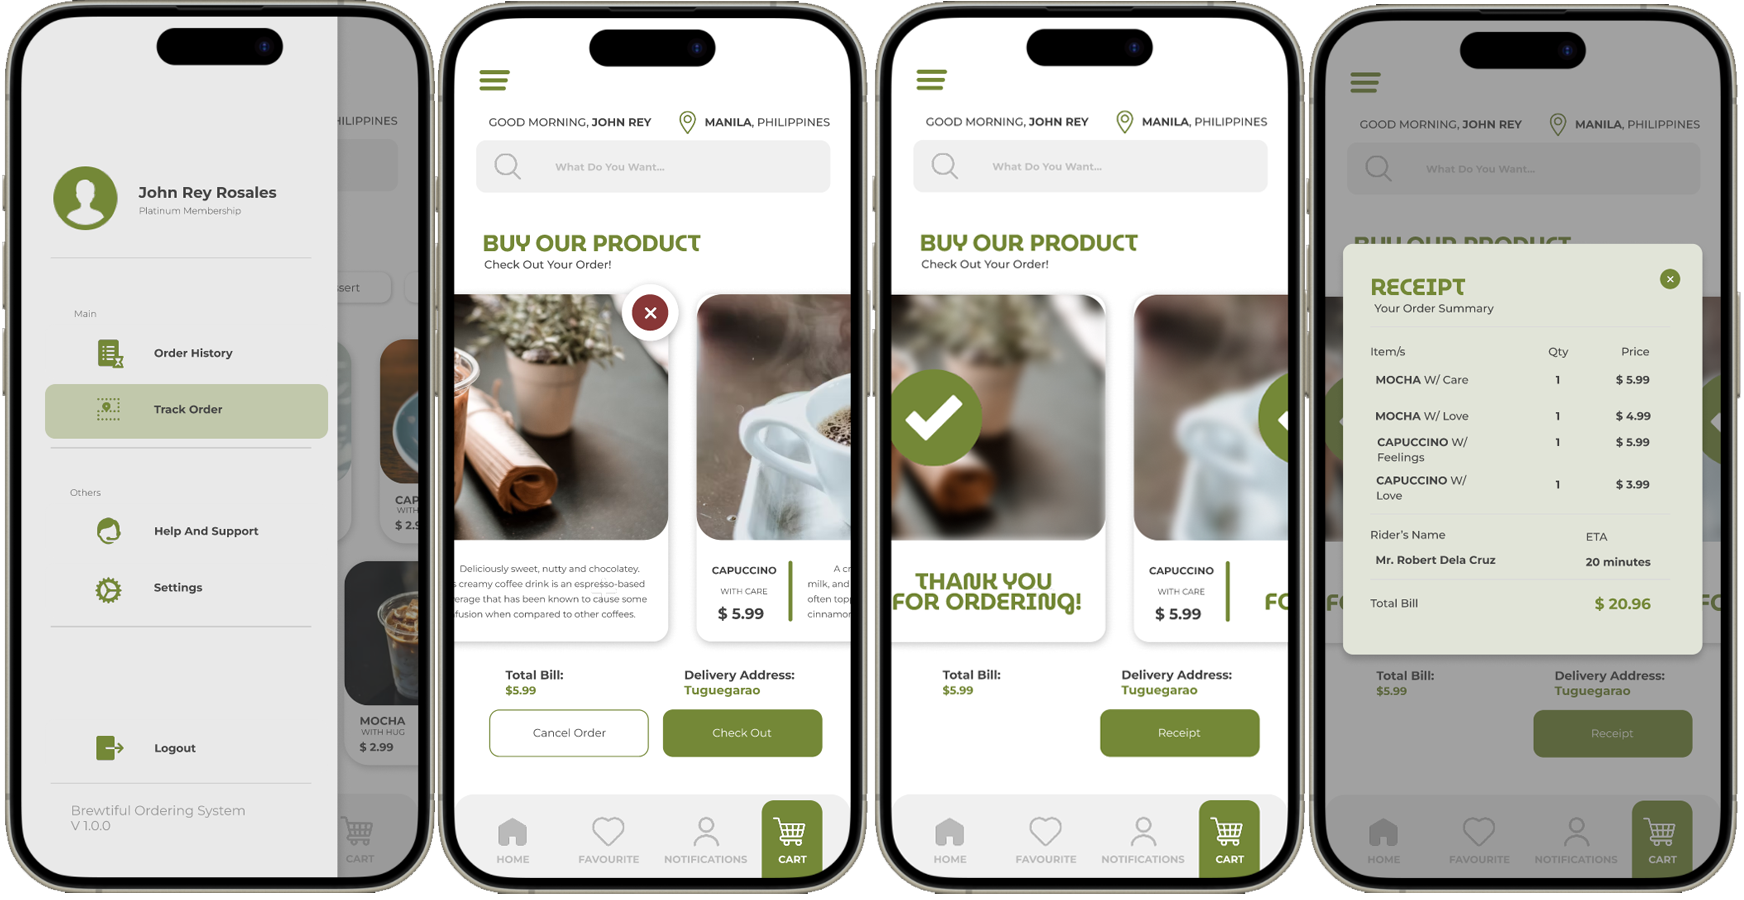 HILIPPINES
John Rey Rosales
Platinum Membership
ssert
Main
Order History
Track Order
Others
Help And Support
Settings
CAP
WITH
$ 2.9
MOCHA
WITH HUG
$ 2.99
Logout
Brewtiful Ordering System
V 1.0.0
CART
GOOD MORNING, JOHN REY
MANILA, PHILIPPINES
What Do You Want...
BUY OUR PRODUCT
Check Out Your Order!
Deliciously sweet, nutty and chocolatey.
s creamy coffee drink is an espresso-based
erage that has been known to cause some
fusion when compared to other coffees.
CAPUCCINO
WITH CARE
$ 5.99
A cr
milk, and
often topp
cinnamon
Total Bill:
$5.99
Delivery Address:
Tuguegarao
Cancel Order
Check Out
HOME
FAVOURITE
NOTIFICATIONS
CART
GOOD MORNING, JOHN REY
MANILA, PHILIPPINES
What Do You Want...
BUY OUR PRODUCT
Check Out Your Order!
THANK YOU
FOR ORDERING!
CAPUCCINO
WITH CARE
$ 5.99
FO
Total Bill:
$5.99
Delivery Address:
Tuguegarao
Receipt
HOME
FAVOURITE
NOTIFICATIONS
CART
GOOD MORNING, JOHN REY
MANILA, PHILIPPINES
What Do You Want...
BUY OUR PRODUCT
RECEIPT
Your Order Summary
Item/s Qty Price
MOCHA W/ Care 1 $ 5.99
MOCHA W/ Love 1 $ 4.99
CAPUCCINO W/ 1 $ 5.99
Feelings
CAPPUCCINO W/ 1 $ 3.99
Love
Rider's Name ETA
Mr. Robert Dela Cruz 20 minutes
Total Bill $ 20.96
Total Bill:
$5.99
Delivery Address:
Tuguegarao
Receipt
HOME
FAVOURITE
NOTIFICATIONS
CART